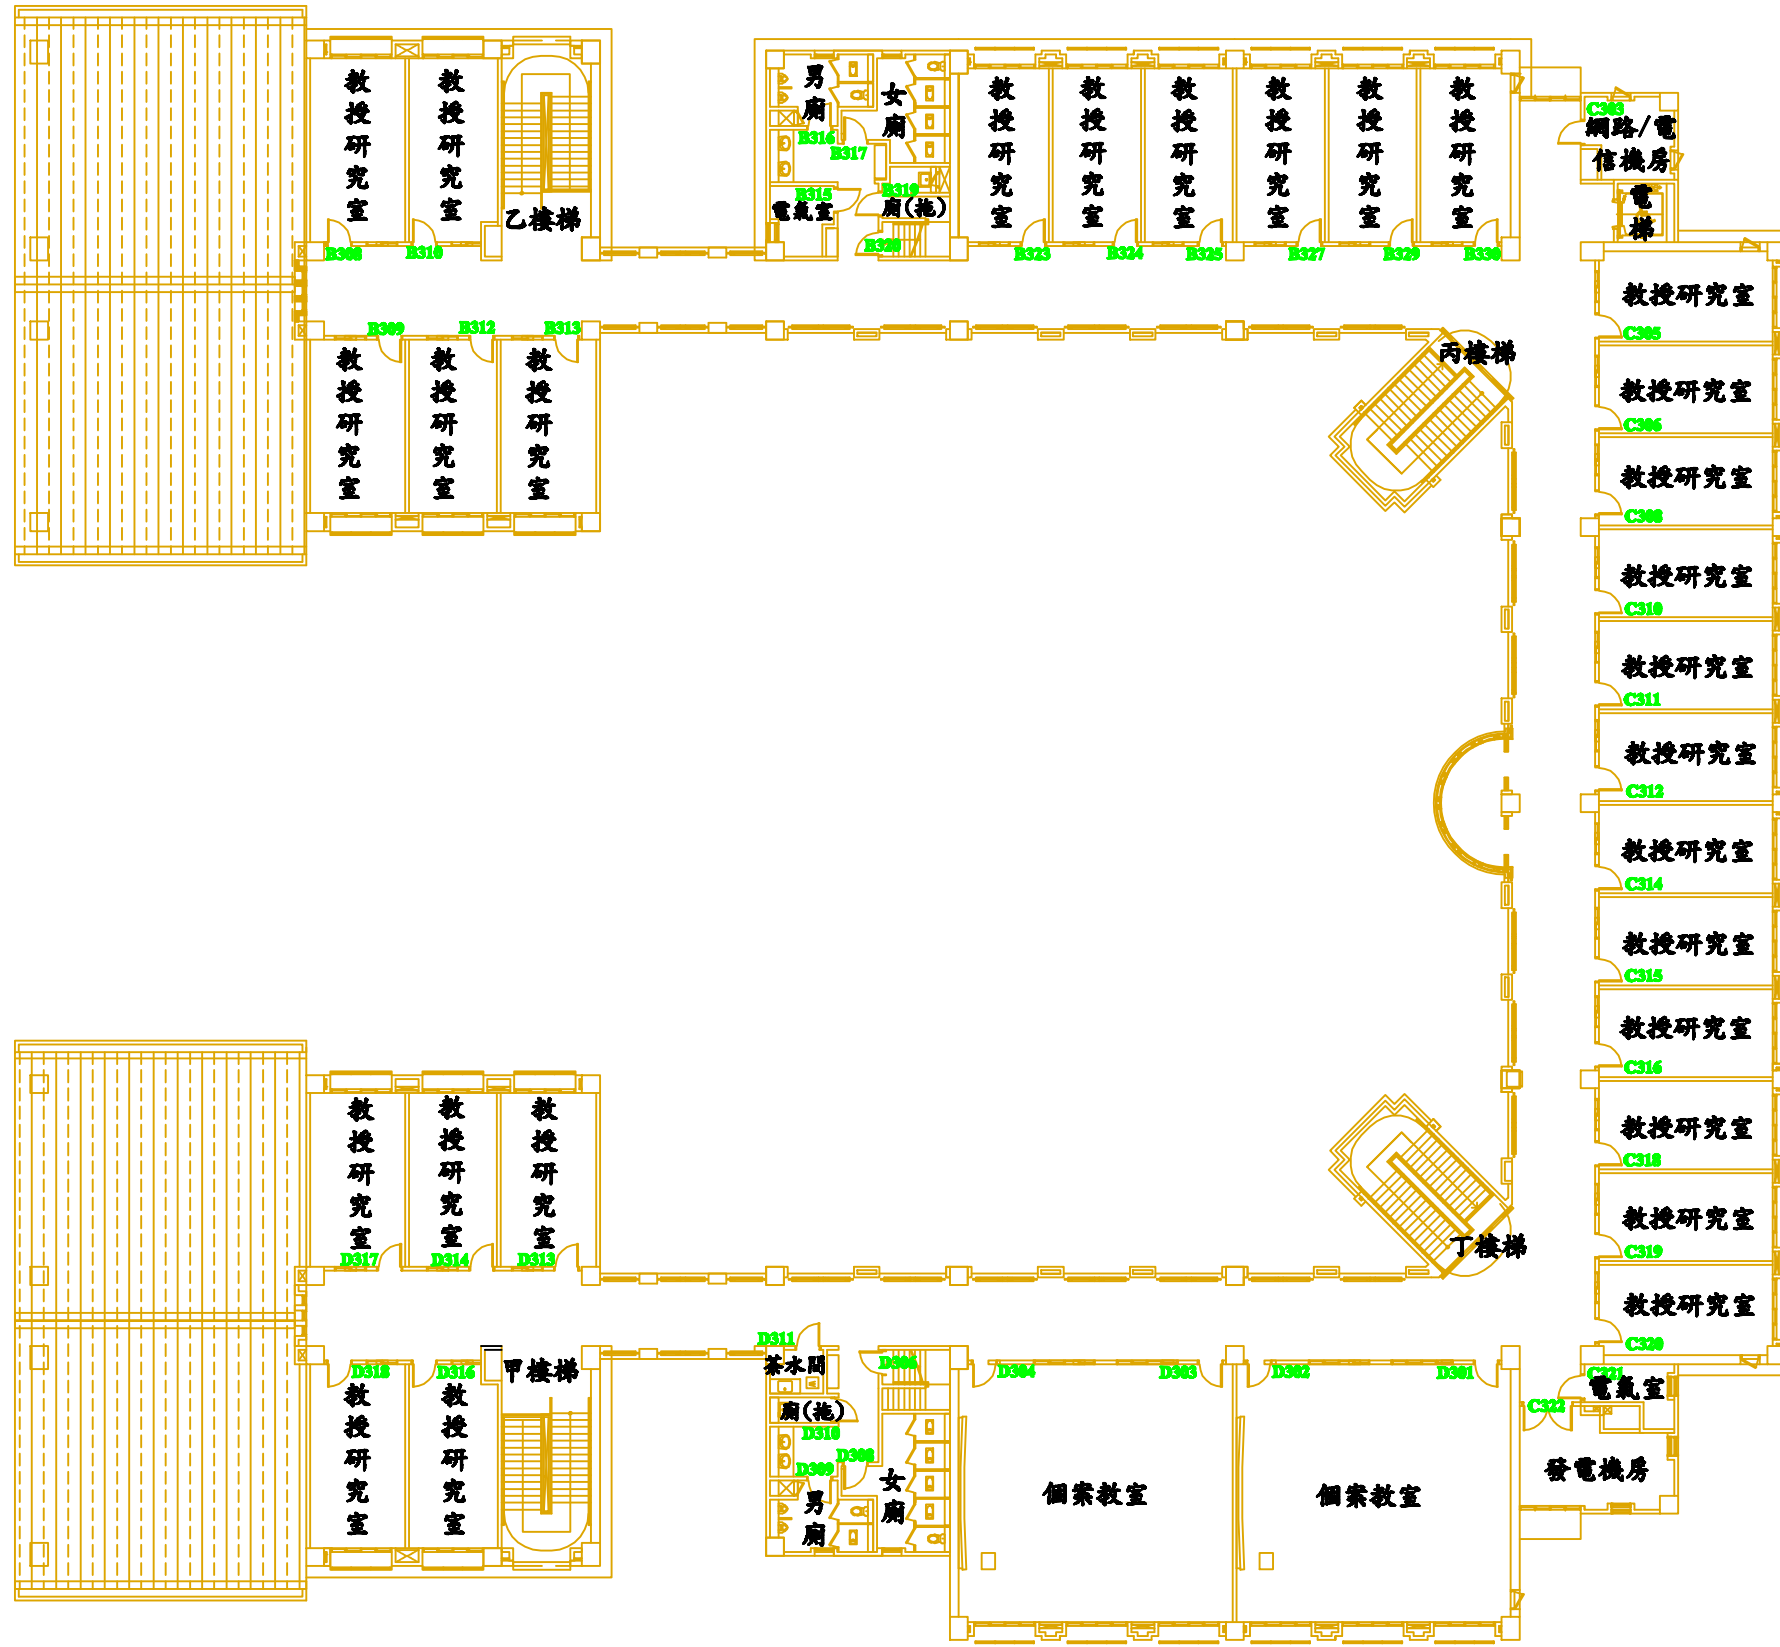 教授研究室
教授研究室
乙樓梯
B308
B310
男廁
女廁
B316
B317
B315
電氣室
B319
廁(拖)
B320
教授研究室
教授研究室
教授研究室
教授研究室
教授研究室
教授研究室
B323
B324
B325
B327
B329
B330
C303
網路/電
信機房
電梯
B309
B312
B313
教授研究室
教授研究室
教授研究室
丙樓梯
教授研究室
C305
教授研究室
C306
教授研究室
C308
教授研究室
C310
教授研究室
C311
教授研究室
C312
教授研究室
C314
教授研究室
C315
教授研究室
C316
教授研究室
C318
教授研究室
C319
教授研究室
C320
教授研究室
教授研究室
教授研究室
D317
D314
D313
丁樓梯
D318
D316
甲樓梯
教授研究室
教授研究室
D311
茶水間
D306
廁(拖)
D310
D308
D309
男廁
女廁
D304
D303
D302
D301
個案教室
個案教室
C321
電氣室
C322
發電機房